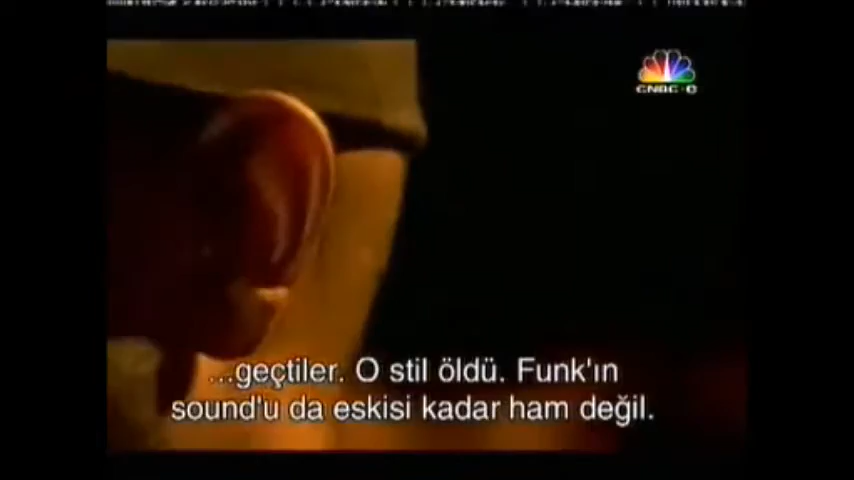 CNBC-e
...geçtiler. O stil öldü. Funk'ın
sound'u da eskisi kadar ham değil.